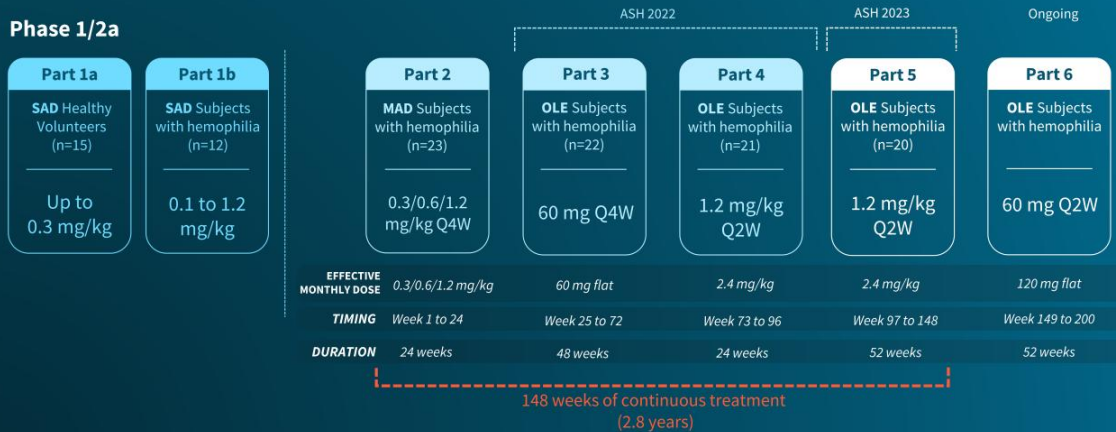 ASH 2022
ASH 2023
Ongoing
Phase 1/2a
Part 1a
SAD Healthy
Volunteers
(n=15)
Up to
0.3 mg/kg
Part 1b
SAD Subjects
with hemophilia
(n=12)
0.1 to 1.2
mg/kg
Part 2
MAD Subjects
with hemophilia
(n=23)
0.3/0.6/1.2
mg/kg Q4W
Part 3
OLE Subjects
with hemophilia
(n=22)
60 mg Q4W
Part 4
OLE Subjects
with hemophilia
(n=21)
1.2 mg/kg
Q2W
Part 5
OLE Subjects
with hemophilia
(n=20)
1.2 mg/kg
Q2W
Part 6
OLE Subjects
with hemophilia
60 mg Q2W
EFFECTIVE
MONTHLY DOSE 0.3/0.6/1.2 mg/kg 60 mg flat 2.4 mg/kg 2.4 mg/kg 120 mg flat
TIMING Week 1 to 24 Week 25 to 72 Week 73 to 96 Week 97 to 148 Week 149 to 200
DURATION 24 weeks 48 weeks 24 weeks 52 weeks 52 weeks
148 weeks of continuous treatment
(2.8 years)